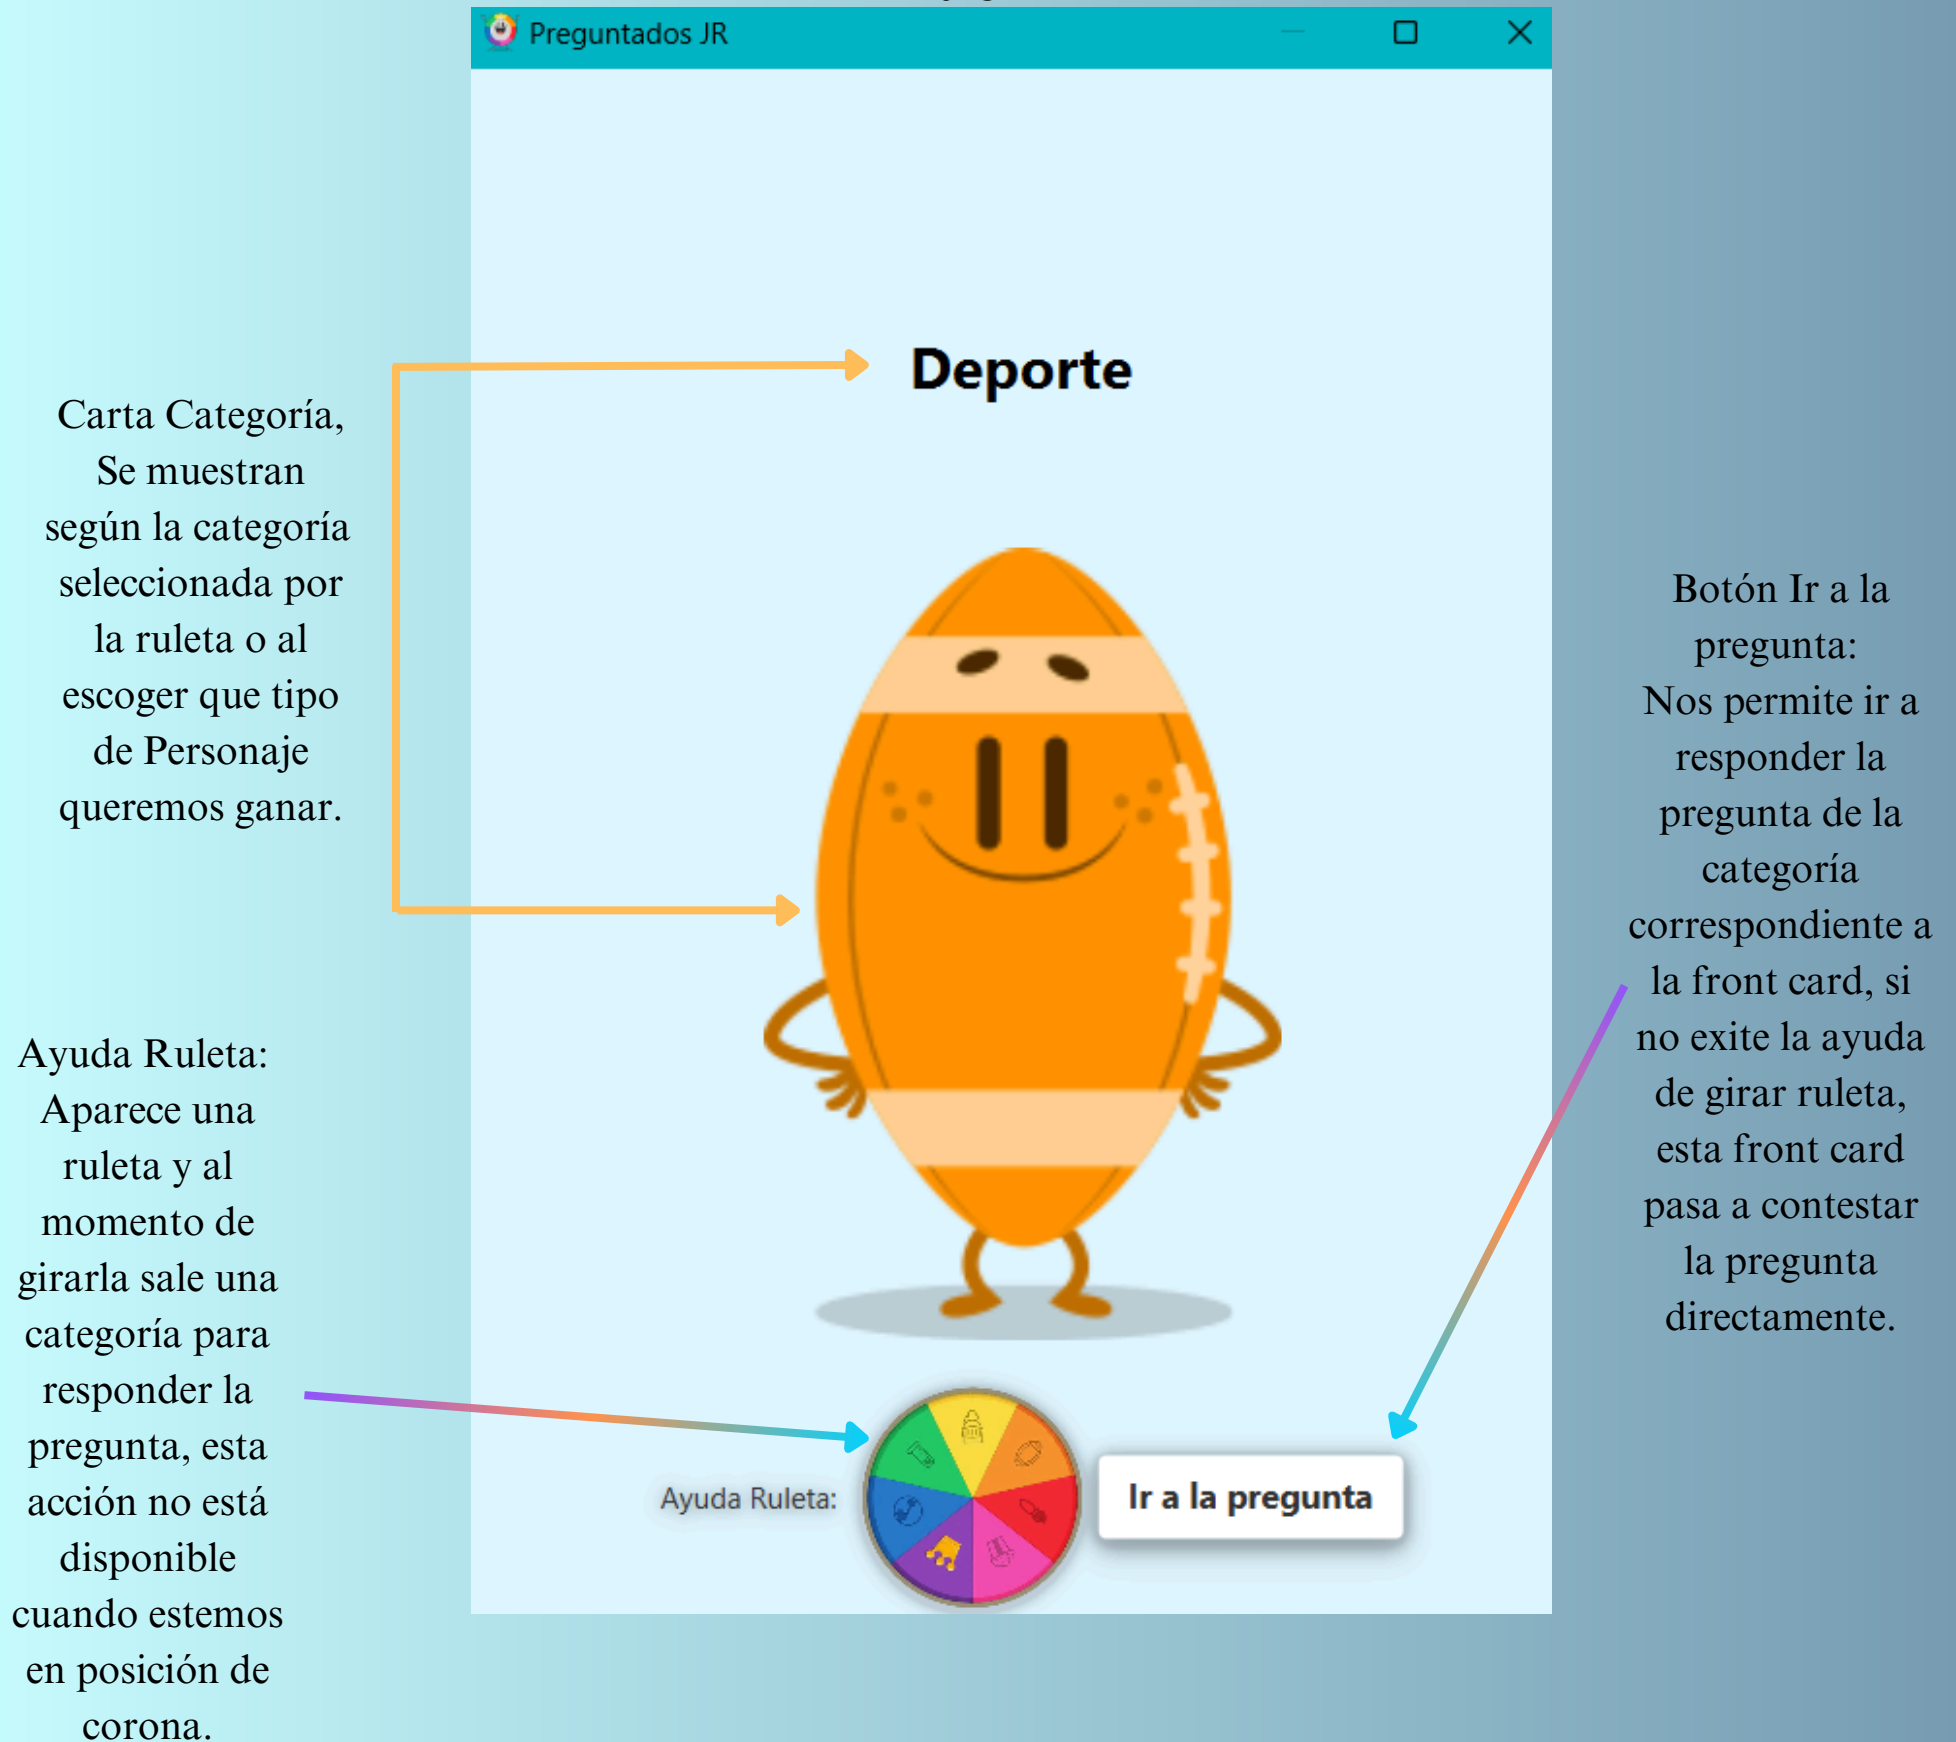 Preguntados JR
Deporte
Carta Categoría,
Se muestran
según la categoría
seleccionada por
la ruleta o al
escoger que tipo
de Personaje
queremos ganar.
Ayuda Ruleta:
Aparece una
ruleta y al
momento de
girarla sale una
categoría para
responder la
pregunta, esta
acción no está
disponible
cuando estemos
en posición de
corona.
Ayuda Ruleta:
Ir a la pregunta
Botón Ir a la
pregunta:
Nos permite ir a
responder la
pregunta de la
categoría
correspondiente a
la front card, si
no exite la ayuda
de girar ruleta,
esta front card
pasa a contestar
la pregunta
directamente.